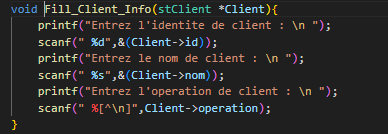 void Fill_Client_Info(stClient *Client){
printf("Entrez l'identite de client : \n ");
scanf(" %d",&(Client->id));
printf("Entrez le nom de client : \n ");
scanf(" %s",&(Client->nom));
printf("Entrez l'operation de client : \n ");
scanf(" %[^\n]",Client->operation);
}